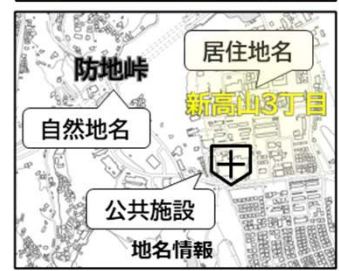 居住地名
防地峠
新高山3丁目
自然地名
公共施設
地名情報